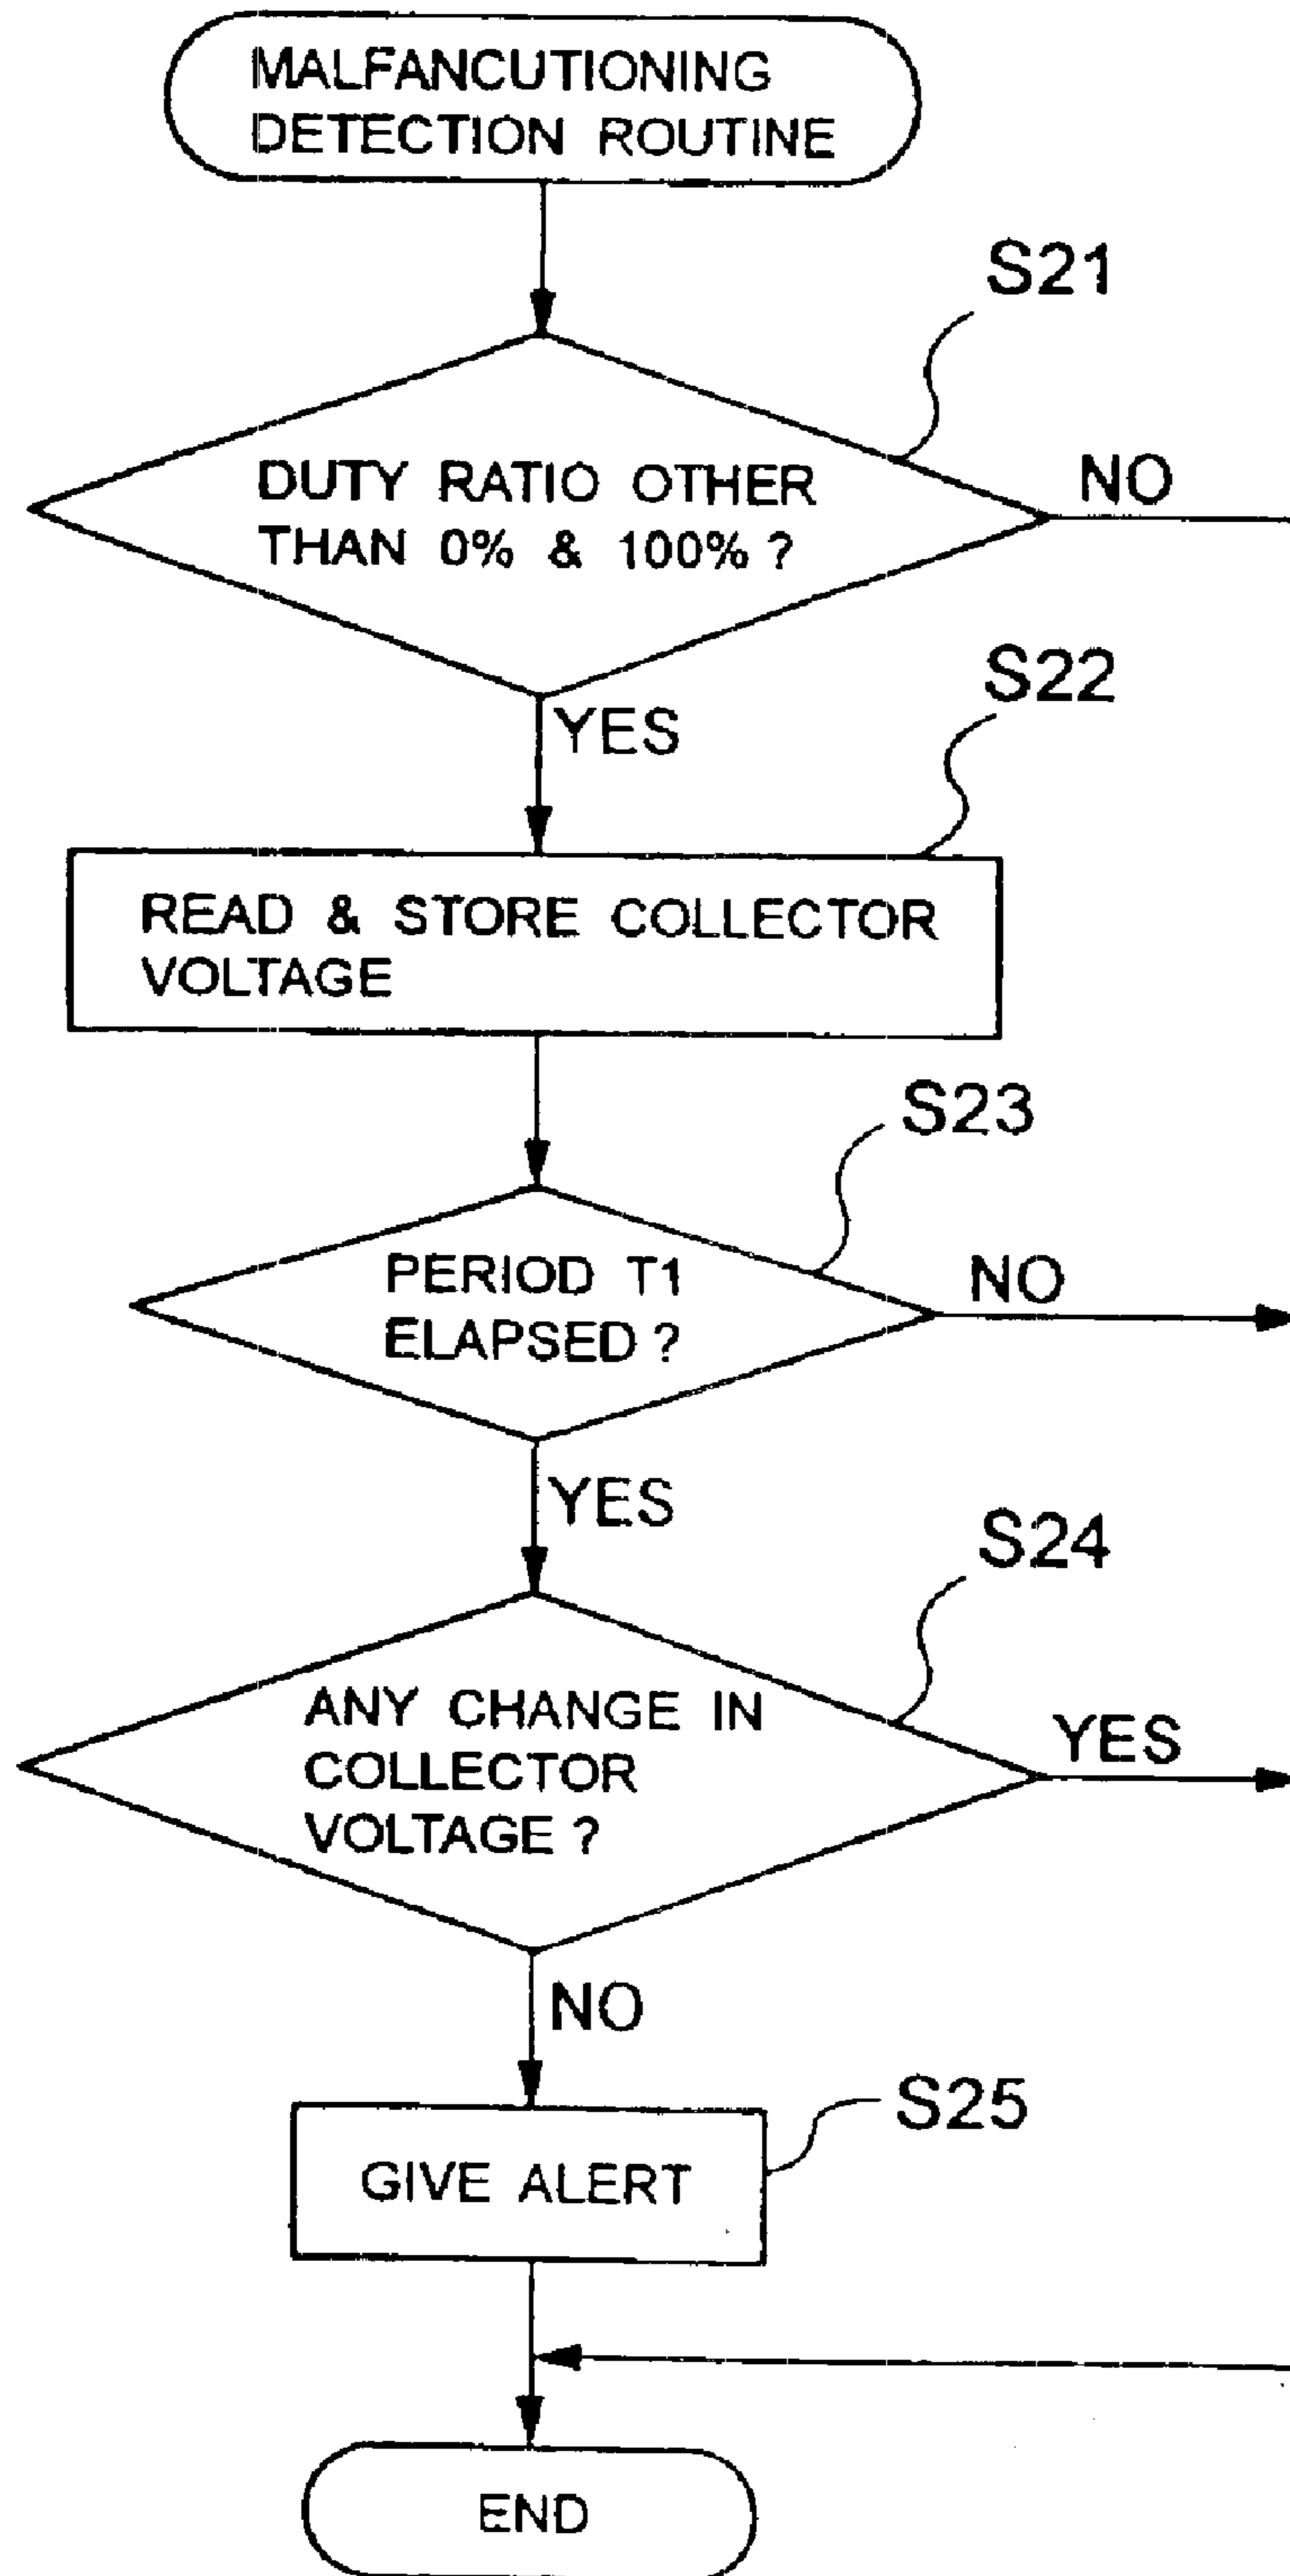 MALFANCUTIONING
DETECTION ROUTINE
S21
DUTY RATIO OTHER
THAN 0% & 100% ?
NO
YES
S22
READ & STORE COLLECTOR
VOLTAGE
S23
PERIOD T1
ELAPSED ?
NO
YES
S24
ANY CHANGE IN
COLLECTOR
VOLTAGE ?
YES
NO
S25
GIVE ALERT
END